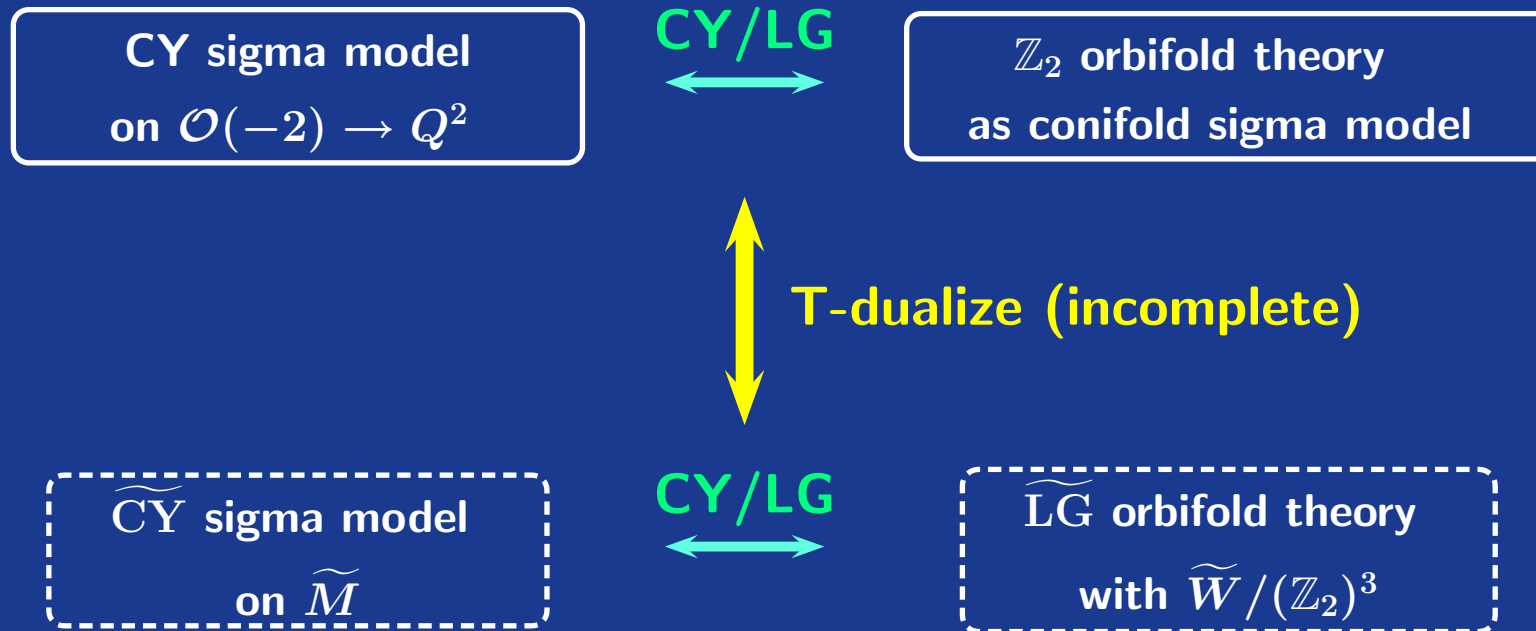 CY sigma model
on 𝒪(−2) → Q²
CY/LG
ℤ₂ orbifold theory
as conifold sigma model
T-dualize (incomplete)
C͠Y sigma model
on M͠
CY/LG
L͠G orbifold theory
with W͠/(ℤ₂)³